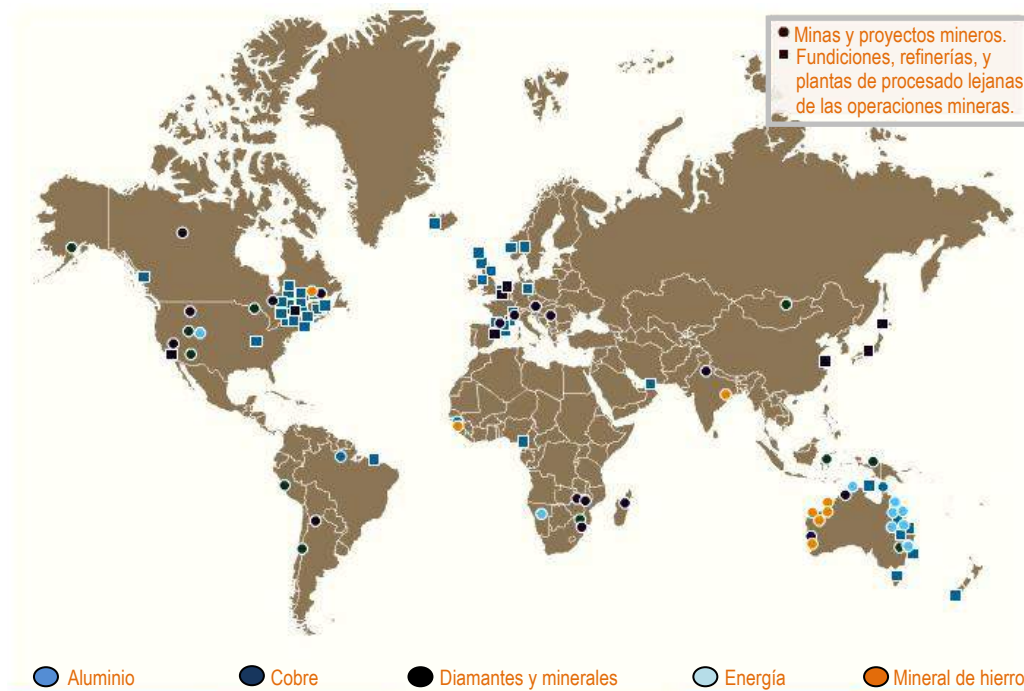 Minas y proyectos mineros.
Fundiciones, refinerías, y
plantas de procesado lejanas
de las operaciones mineras.
Aluminio
Cobre
Diamantes y minerales
Energía
Mineral de hierro